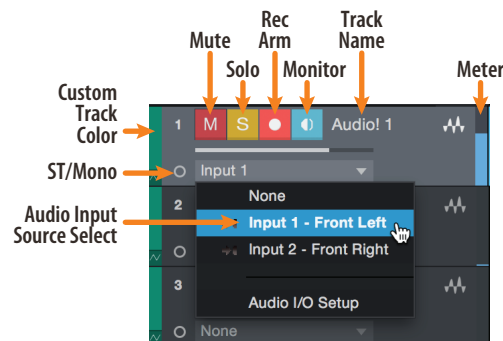 Mute
Solo
Rec
Arm
Monitor
Track
Name
Meter
Custom
Track
Color
1 M S Audio! 1
ST/Mono
Input 1
2
None
Audio Input
Source Select
Input 1 - Front Left
Input 2 - Front Right
3
Audio I/O Setup
None